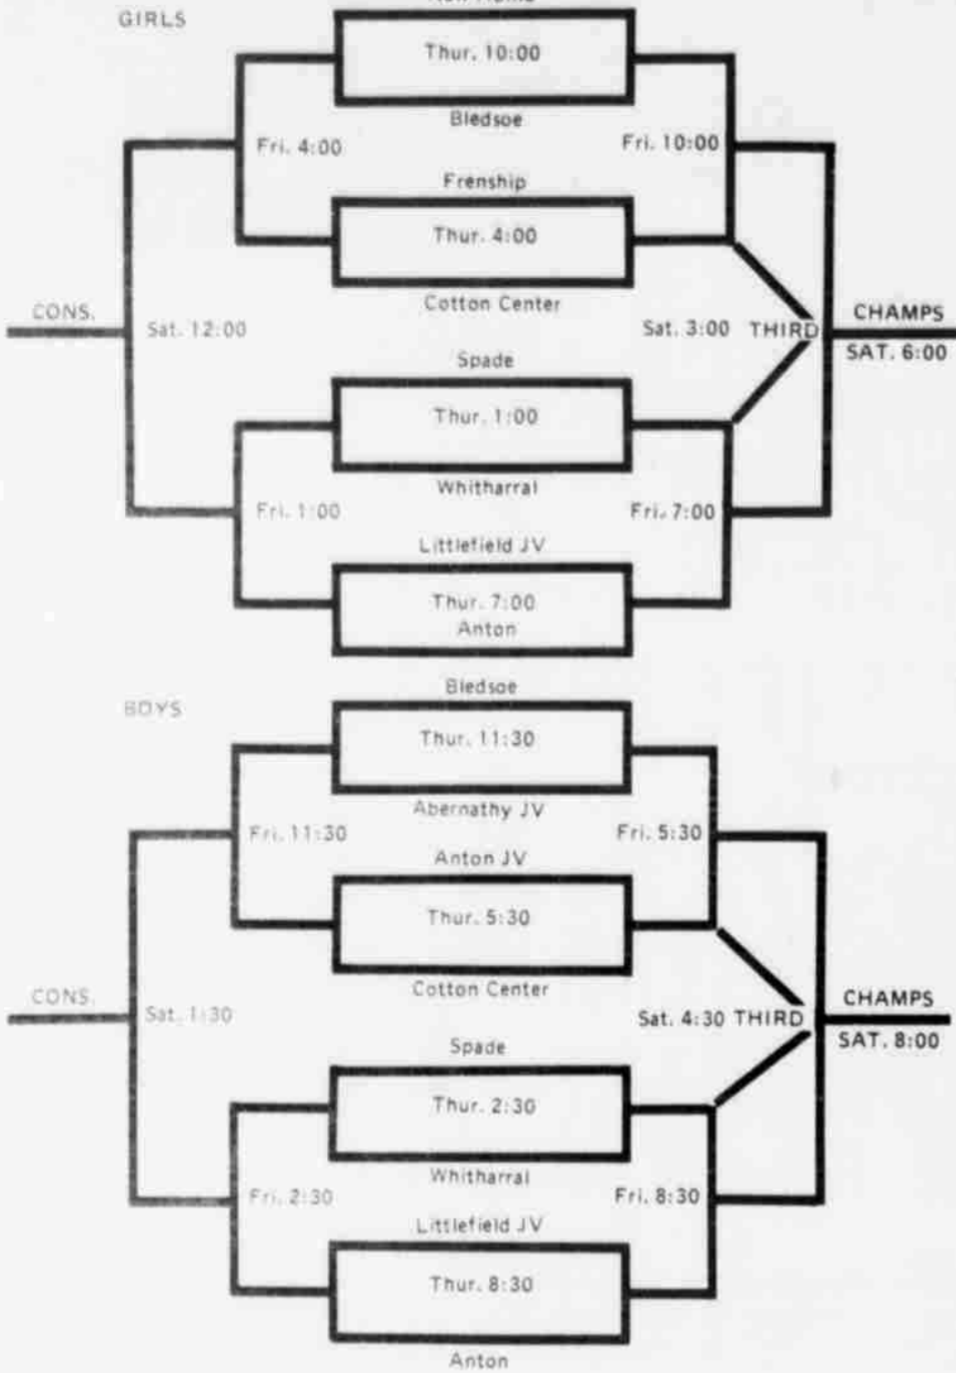 GIRLS
Thur. 10:00
Bledsoe
Fri. 4:00
Fri. 10:00
Frenship
Thur. 4:00
Cotton Center
CONS.
Sat. 12:00
Sat. 3:00 THIRD
CHAMPS
SAT. 6:00
Spade
Thur. 1:00
Whitharral
Fri. 1:00
Fri. 7:00
Littlefield JV
Thur. 7:00
Anton
BOYS
Bledsoe
Thur. 11:30
Abernathy JV
Fri. 11:30
Fri. 5:30
Anton JV
Thur. 5:30
Cotton Center
CONS.
Sat. 1:30
Sat. 4:30 THIRD
CHAMPS
SAT. 8:00
Spade
Thur. 2:30
Whitharral
Fri. 2:30
Fri. 8:30
Littlefield JV
Thur. 8:30
Anton